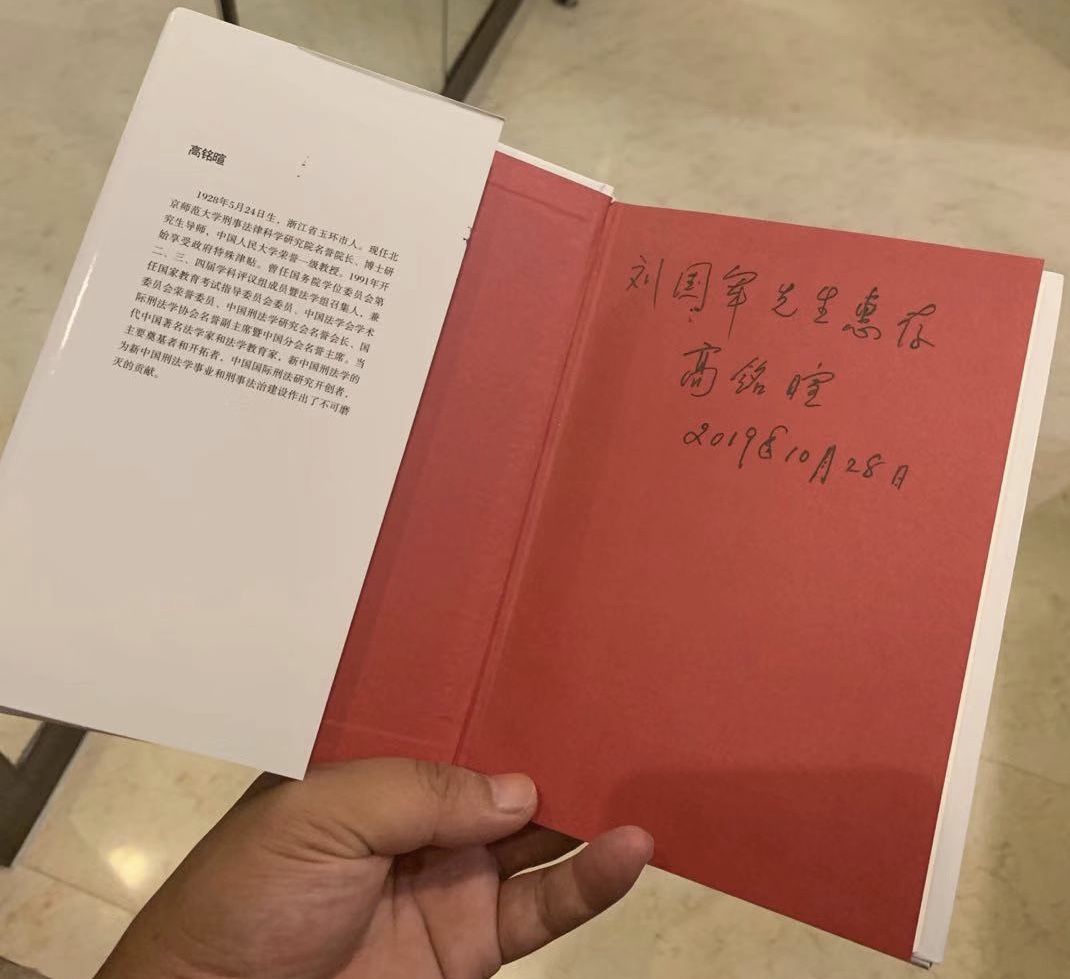 高铭暄
1928年5月24日生，浙江省玉环市人。现任北
京师范大学刑事法律科学研究院名誉院长、博士研
究生导师，中国人民大学荣誉一级教授。1991年开
始享受政府特殊津贴。曾任国务院学位委员会第
二、三、四届学科评议组成员暨法学组召集人，兼
任国家教育考试指导委员会委员、中国法学会学术
委员会荣誉委员、中国刑法学研究会名誉会长、国
际刑法学协会名誉副主席暨中国分会名誉主席。当
代中国著名法学家和法学教育家，新中国刑法学的
主要奠基者和开拓者，中国国际刑法研究开创者，
为新中国刑法学事业和刑事法治建设作出了不可磨
灭的贡献。
刘国军先生惠存
高铭暄
2019年10月28日